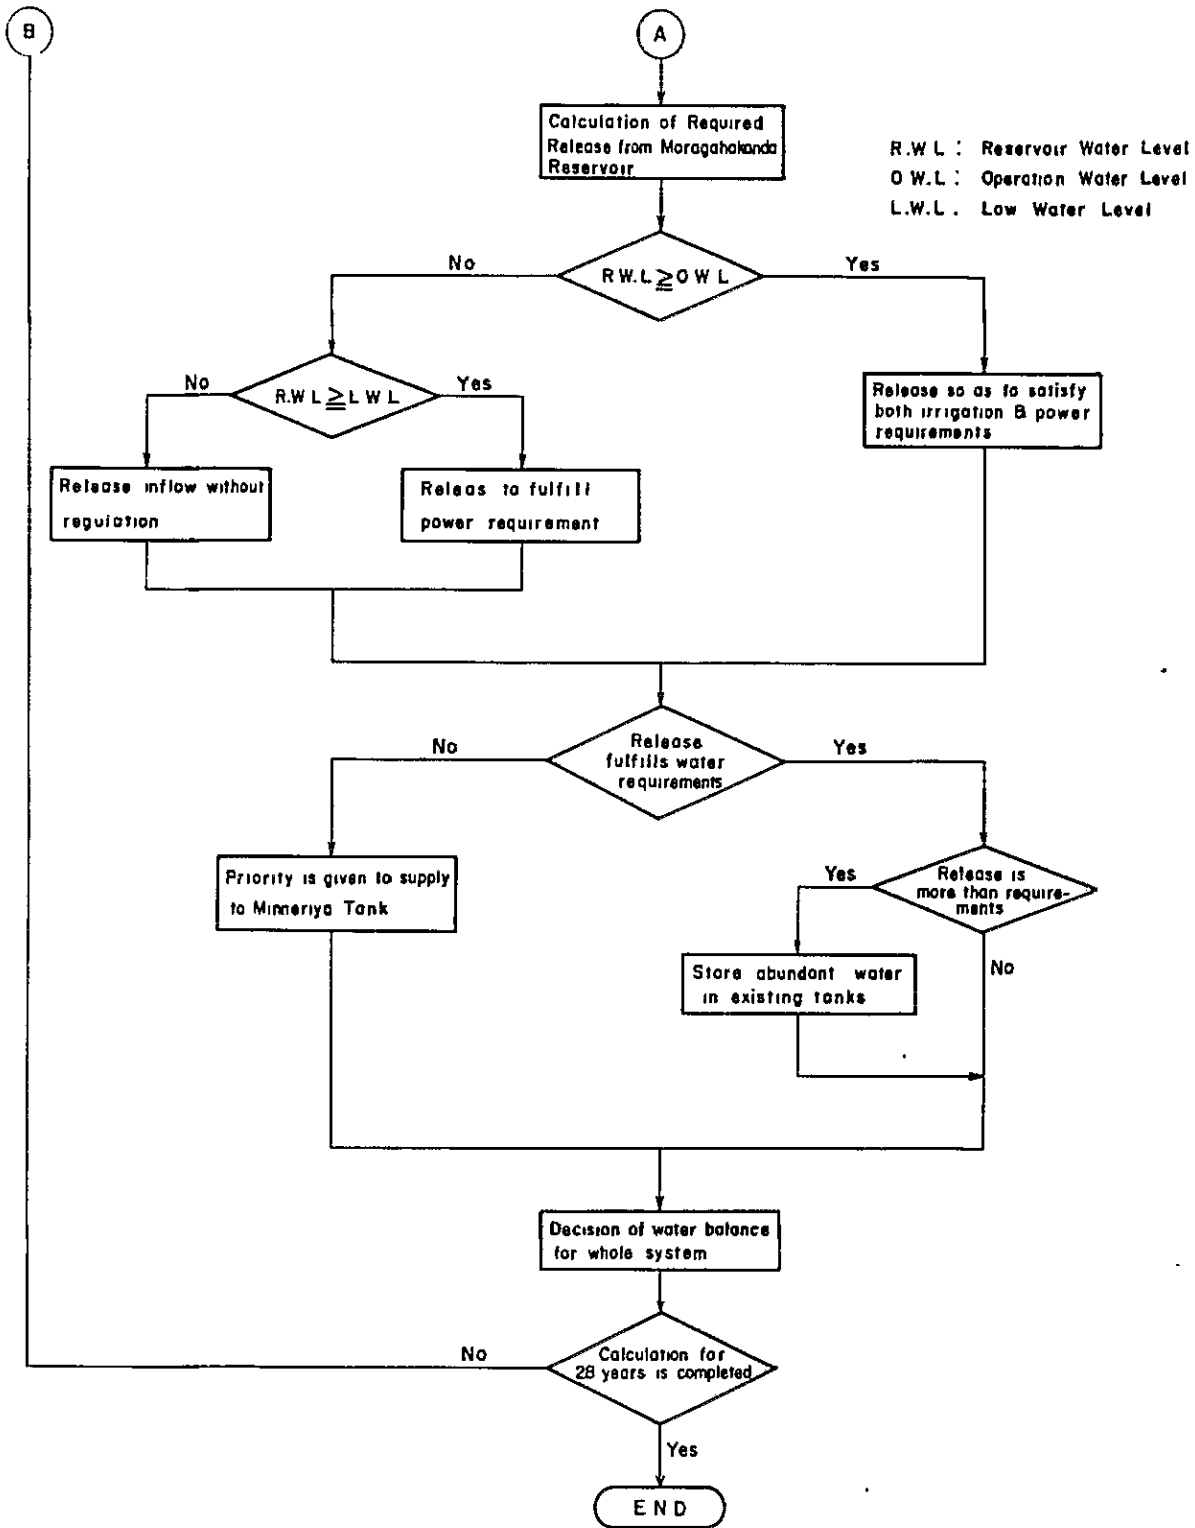 B
A
Calculation of Required
Release from Moragahakanda
Reservoir
R.W L : Reservoir Water Level
O W.L : Operation Water Level
L.W.L. Low Water Level
No
R W.L. ≧ O W L
Yes
No
R.W L ≧ L W L
Yes
Release so as to satisfy
both irrigation & power
requirements
Release inflow without
regulation
Releas to fulfill
power requirement
No
Release
fulfills water
requirements
Yes
Priority is given to supply
to Minneriya Tank
Yes
Release is
more than require-
ments
No
Store abundant water
in existing tanks
Decision of water balance
for whole system
No
Calculation for
28 years is completed
Yes
END